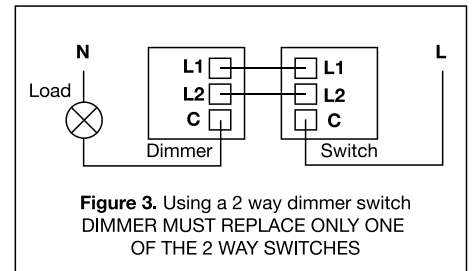 N L
L1 L1
Load L2 L2
C C
Dimmer Switch
Figure 3. Using a 2 way dimmer switch
DIMMER MUST REPLACE ONLY ONE
OF THE 2 WAY SWITCHES